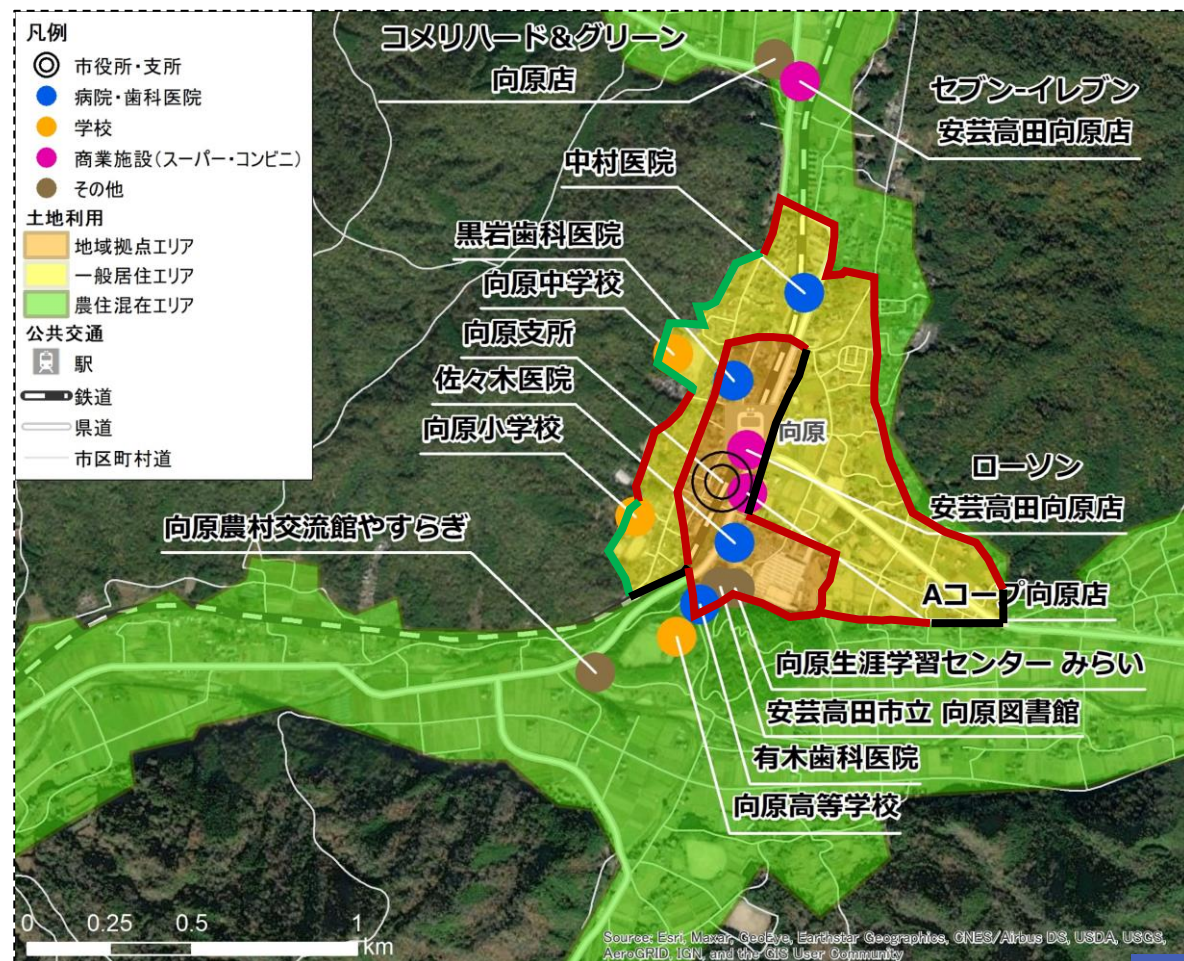 凡例
市役所・支所
病院・歯科医院
学校
商業施設(スーパー・コンビニ)
その他
土地利用
地域拠点エリア
一般居住エリア
農住混在エリア
公共交通
駅
鉄道
県道
市区町村道
コメリハード&グリーン
向原店
セブン-イレブン
安芸高田向原店
中村医院
黒岩歯科医院
向原中学校
向原支所
佐々木医院
向原小学校
向原
ローソン
安芸高田向原店
向原農村交流館やすらぎ
Aコープ向原店
向原生涯学習センター みらい
安芸高田市立 向原図書館
有木歯科医院
向原高等学校
0 0.25 0.5 1
km
Source: Esri, Maxar, GeoEye, Earthstar Geographics, CNES/Airbus DS, USDA, USGS,
AeroGRID, IGN, and the GIS User Community